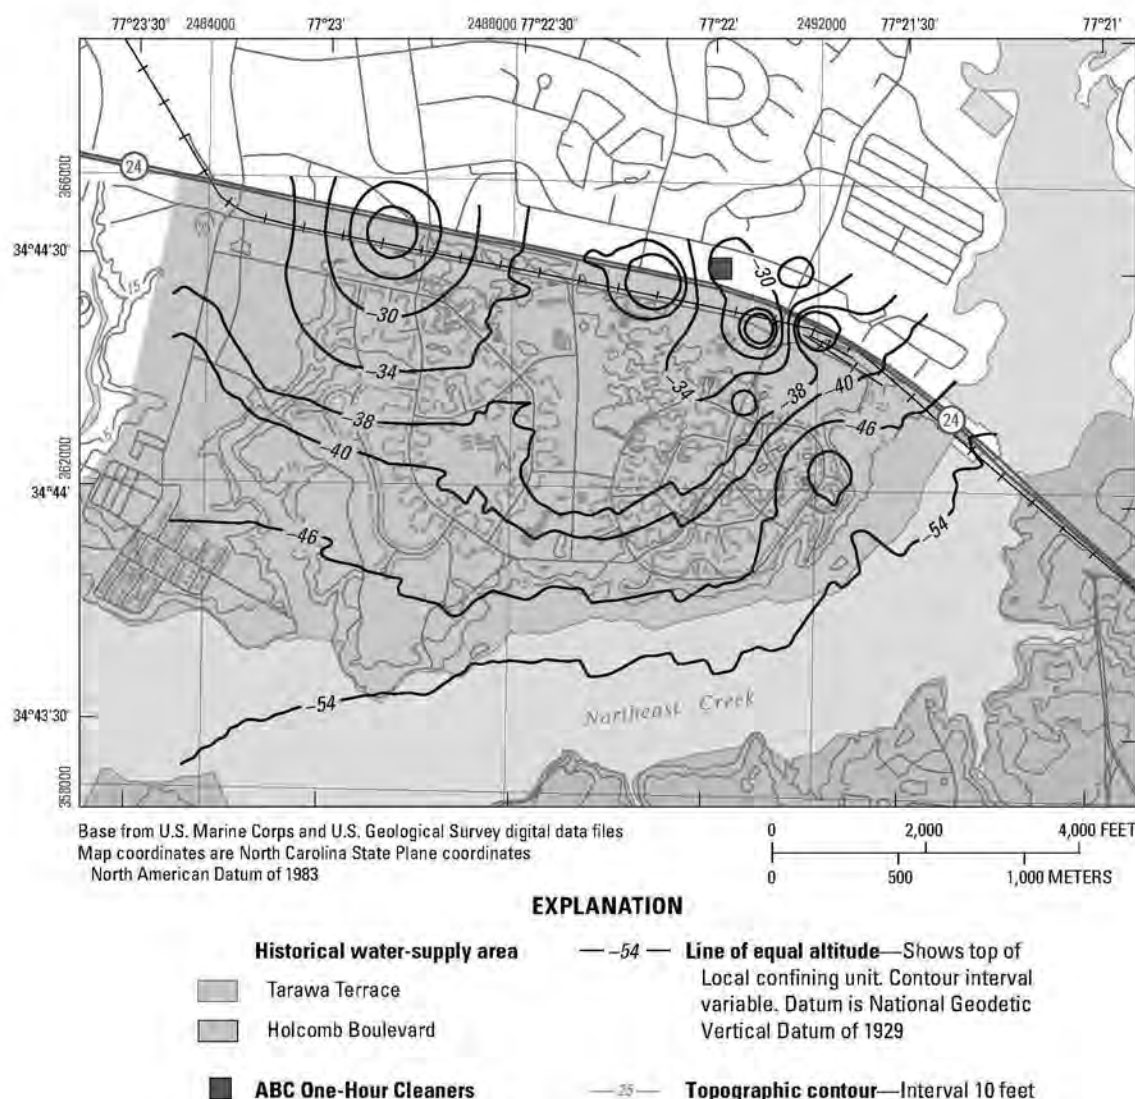 77°23'30" 2484000 77°23' 2488000 77°22'30" 77°22' 2492000 77°21'30" 77°21'
24
366000
34°44'30"
15
−30
−30
−34
−34
−38
−38
−40
−40
−46
24
362000
34°44'
−46
−54
−54
34°43'30"
Northeast Creek
358000
Base from U.S. Marine Corps and U.S. Geological Survey digital data files
Map coordinates are North Carolina State Plane coordinates
North American Datum of 1983
0 2,000 4,000 FEET
0 500 1,000 METERS
EXPLANATION
Historical water-supply area
Tarawa Terrace
Holcomb Boulevard
ABC One-Hour Cleaners
−54 Line of equal altitude—Shows top of
Local confining unit. Contour interval
variable. Datum is National Geodetic
Vertical Datum of 1929
25 Topographic contour—Interval 10 feet